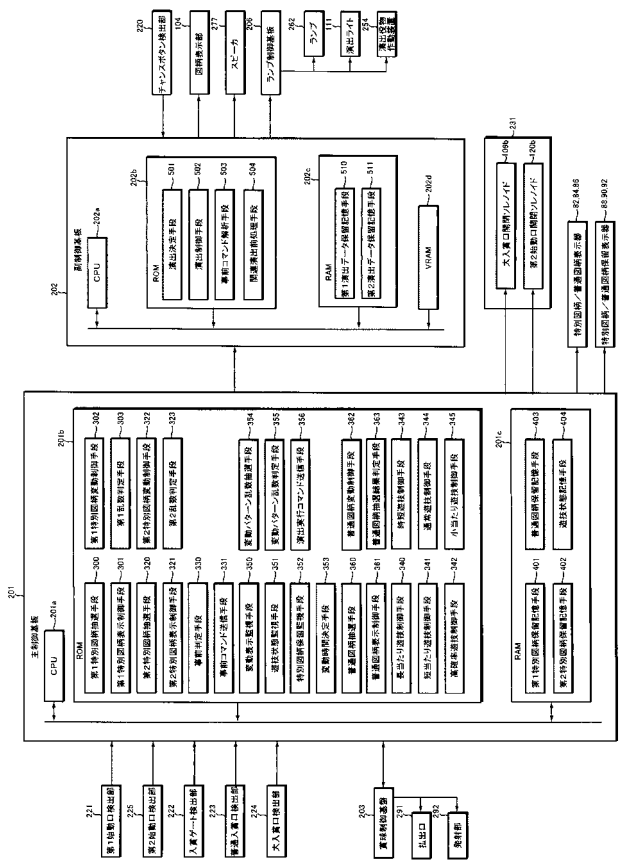 201
主制御基板
201a
CPU
201b
ROM
第1特別図柄抽選手段
300
第1特別図柄表示制御手段
301
第2特別図柄抽選手段
320
第2特別図柄表示制御手段
321
事前判定手段
330
事前コマンド送信手段
331
変動表示監視手段
350
遊技状態監視手段
351
特別図柄保留監視手段
352
変動時間決定手段
353
普通図柄抽選手段
360
普通図柄表示制御手段
361
長当たり遊技制御手段
340
短当たり遊技制御手段
341
高確率遊技制御手段
342
第1特別図柄変動制御手段
302
第1乱数判定手段
303
第2特別図柄変動制御手段
322
第2乱数判定手段
323
変動パターン乱数抽選手段
354
変動パターン乱数判定手段
355
演出実行コマンド送信手段
356
普通図柄変動制御手段
362
普通図柄抽選結果判定手段
363
時短遊技制御手段
343
通常遊技制御手段
344
小当たり遊技制御手段
345
201c
RAM
第1特別図柄保留記憶手段
401
第2特別図柄保留記憶手段
402
普通図柄保留記憶手段
403
遊技状態記憶手段
404
221
第1始動口検出部
225
第2始動口検出部
222
入賞ゲート検出部
223
普通入賞口検出部
224
大入賞口検出部
203
賞球制御基盤
291
払出口
292
発射部
202
副制御基板
202a
CPU
202b
ROM
演出決定手段
501
演出制御手段
502
事前コマンド解析手段
503
関連演出前処理手段
504
202c
RAM
第1演出データ保留記憶手段
510
第2演出データ保留記憶手段
511
VRAM
202d
220
チャンスボタン検出部
104
図柄表示部
277
スピーカ
206
ランプ制御基板
262
ランプ
111
演出ライト
254
演出役物作動装置
231
大入賞口開閉ソレノイド
109b
第2始動口開閉ソレノイド
120b
特別図柄／普通図柄表示器
82,84,86
特別図柄／普通図柄保留表示器
88,90,92